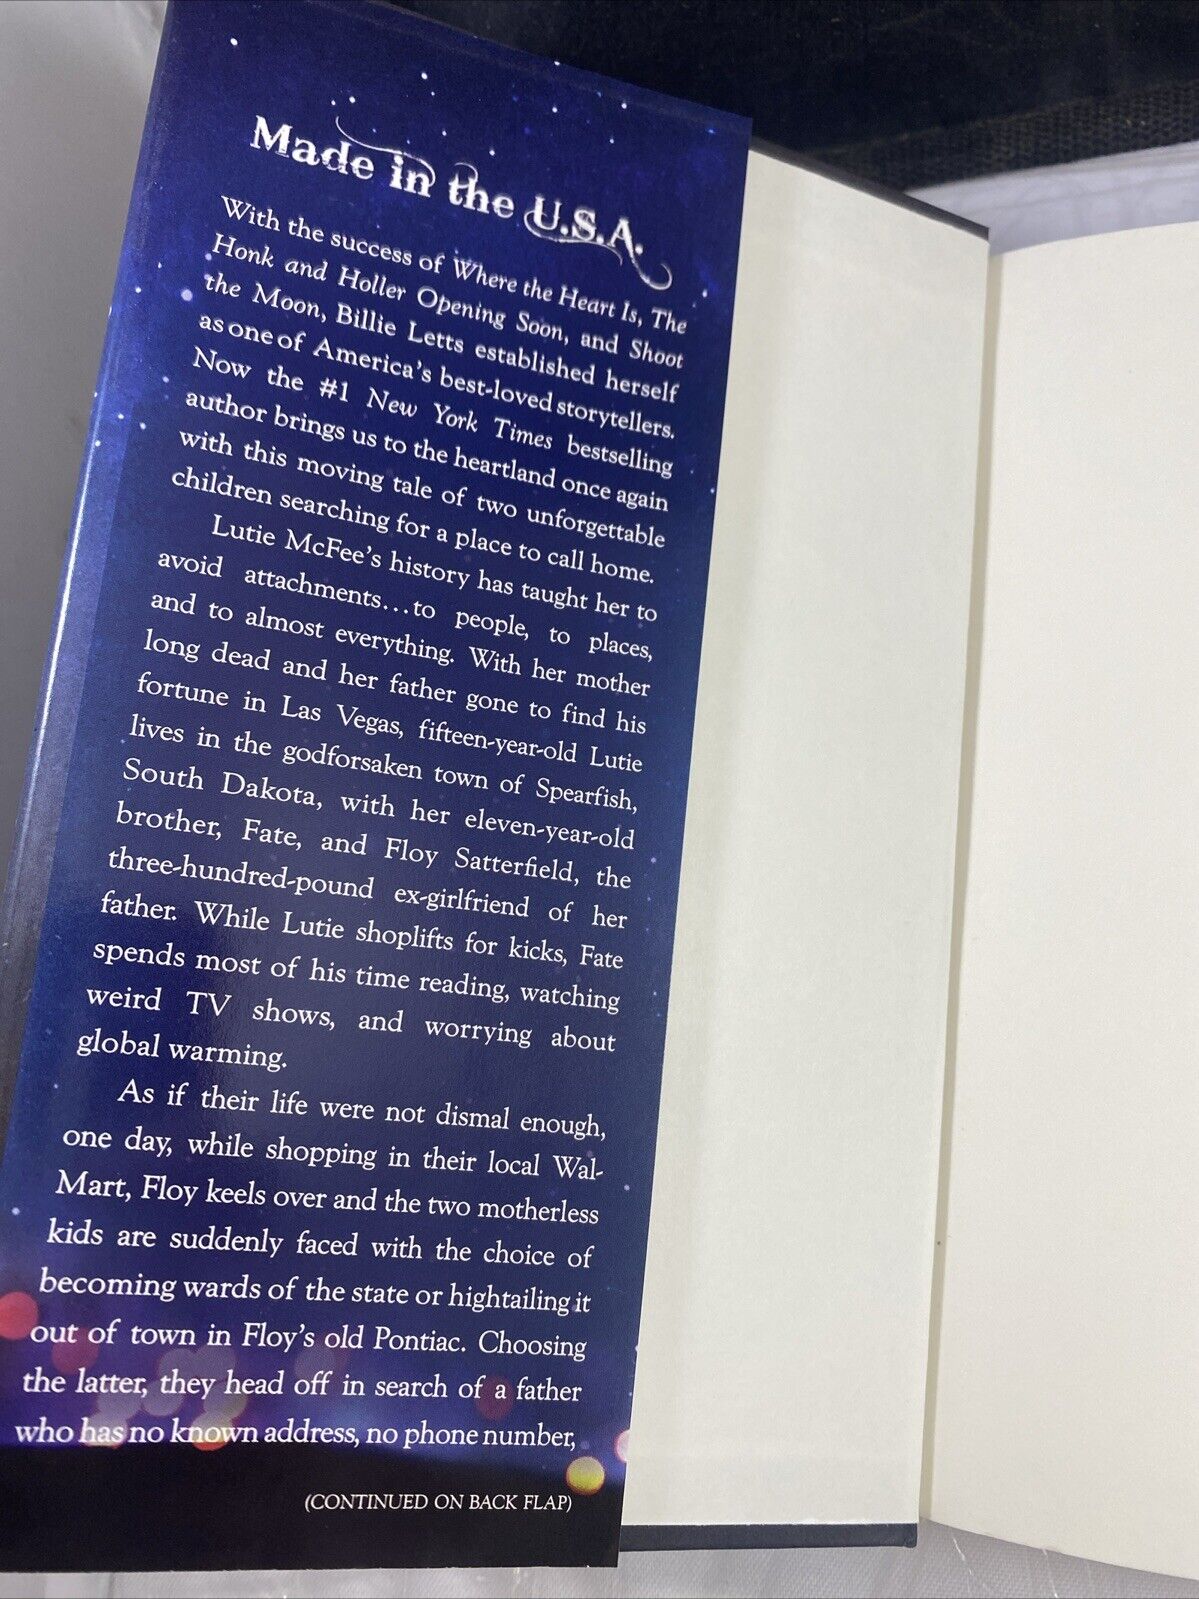 Made in the U.S.A.
With the success of Where the Heart Is, The
Honk and Holler Opening Soon, and Shoot
the Moon, Billie Letts established herself
as one of America's best-loved storytellers.
Now the #1 New York Times bestselling
author brings us to the heartland once again
with this moving tale of two unforgettable
children searching for a place to call home.
Lutie McFee's history has taught her to
avoid attachments...to people, to places,
and to almost everything. With her mother
long dead and her father gone to find his
fortune in Las Vegas, fifteen-year-old Lutie
lives in the godforsaken town of Spearfish,
South Dakota, with her eleven-year-old
brother, Fate, and Floy Satterfield, the
three-hundred-pound ex-girlfriend of her
father. While Lutie shoplifts for kicks, Fate
spends most of his time reading, watching
weird TV shows, and worrying about
global warming.
As if their life were not dismal enough,
one day, while shopping in their local Wal-
Mart, Floy keels over and the two motherless
kids are suddenly faced with the choice of
becoming wards of the state or hightailing it
out of town in Floy's old Pontiac. Choosing
the latter, they head off in search of a father
who has no known address, no phone number,
(CONTINUED ON BACK FLAP)